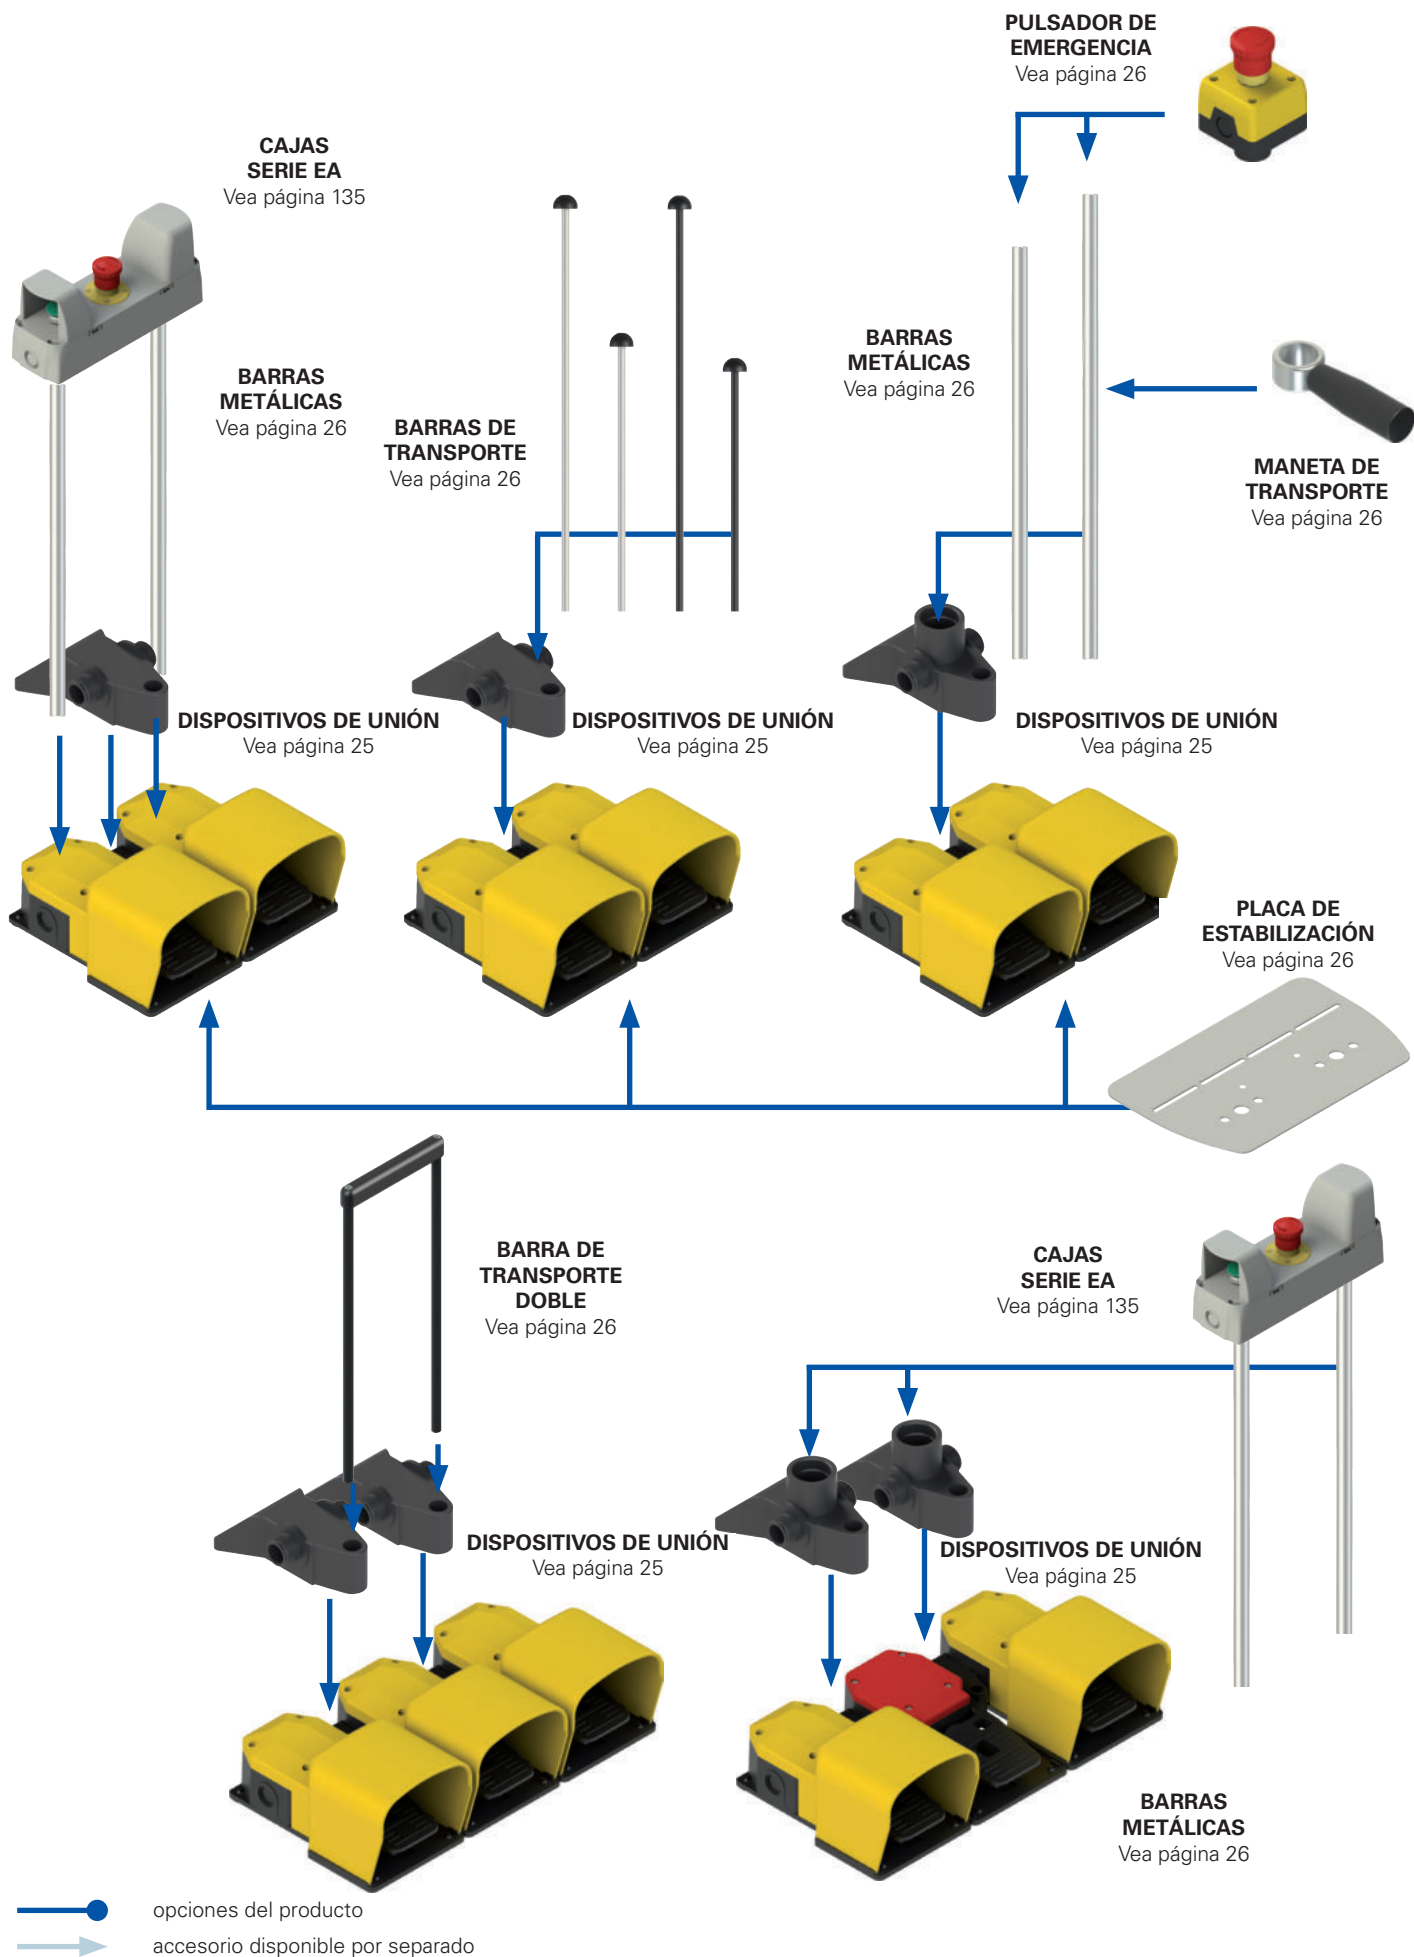 PULSADOR DE
EMERGENCIA
Vea página 26
CAJAS
SERIE EA
Vea página 135
BARRAS
METÁLICAS
Vea página 26
BARRAS
METÁLICAS
Vea página 26
BARRAS DE
TRANSPORTE
Vea página 26
MANETA DE
TRANSPORTE
Vea página 26
DISPOSITIVOS DE UNIÓN
Vea página 25
DISPOSITIVOS DE UNIÓN
Vea página 25
DISPOSITIVOS DE UNIÓN
Vea página 25
PLACA DE
ESTABILIZACIÓN
Vea página 26
BARRA DE
TRANSPORTE
DOBLE
Vea página 26
CAJAS
SERIE EA
Vea página 135
DISPOSITIVOS DE UNIÓN
Vea página 25
DISPOSITIVOS DE UNIÓN
Vea página 25
BARRAS
METÁLICAS
Vea página 26
opciones del producto
accesorio disponible por separado